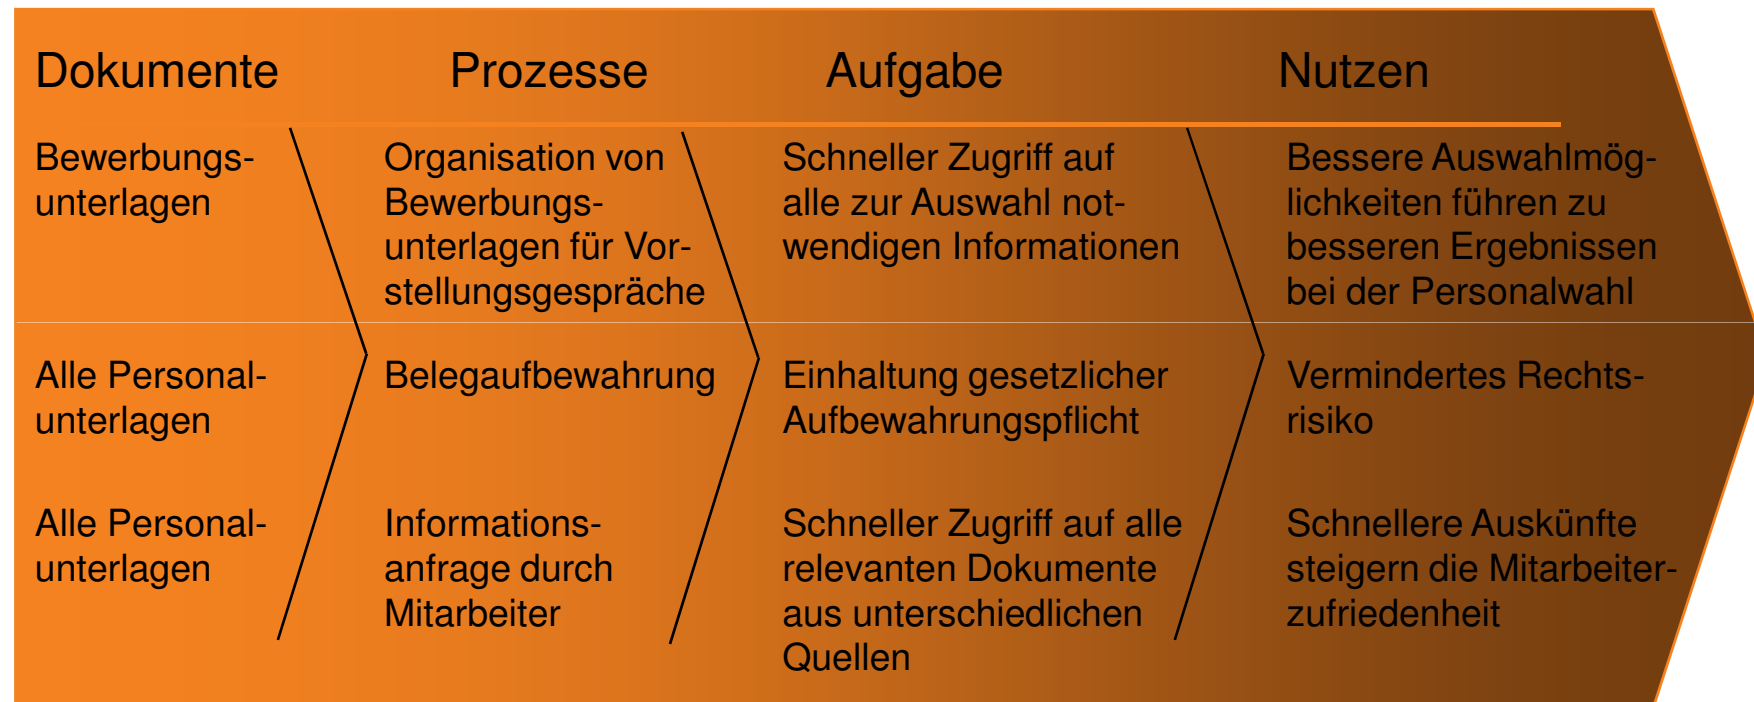 Dokumente Prozesse Aufgabe Nutzen
Bewerbungs-
unterlagen
Organisation von
Bewerbungs-
unterlagen für Vor-
stellungsgespräche
Schneller Zugriff auf
alle zur Auswahl not-
wendigen Informationen
Bessere Auswahlmög-
lichkeiten führen zu
besseren Ergebnissen
bei der Personalwahl
Alle Personal-
unterlagen
Belegaufbewahrung
Einhaltung gesetzlicher
Aufbewahrungspflicht
Vermindertes Rechts-
risiko
Alle Personal-
unterlagen
Informations-
anfrage durch
Mitarbeiter
Schneller Zugriff auf alle
relevanten Dokumente
aus unterschiedlichen
Quellen
Schnellere Auskünfte
steigern die Mitarbeiter-
zufriedenheit